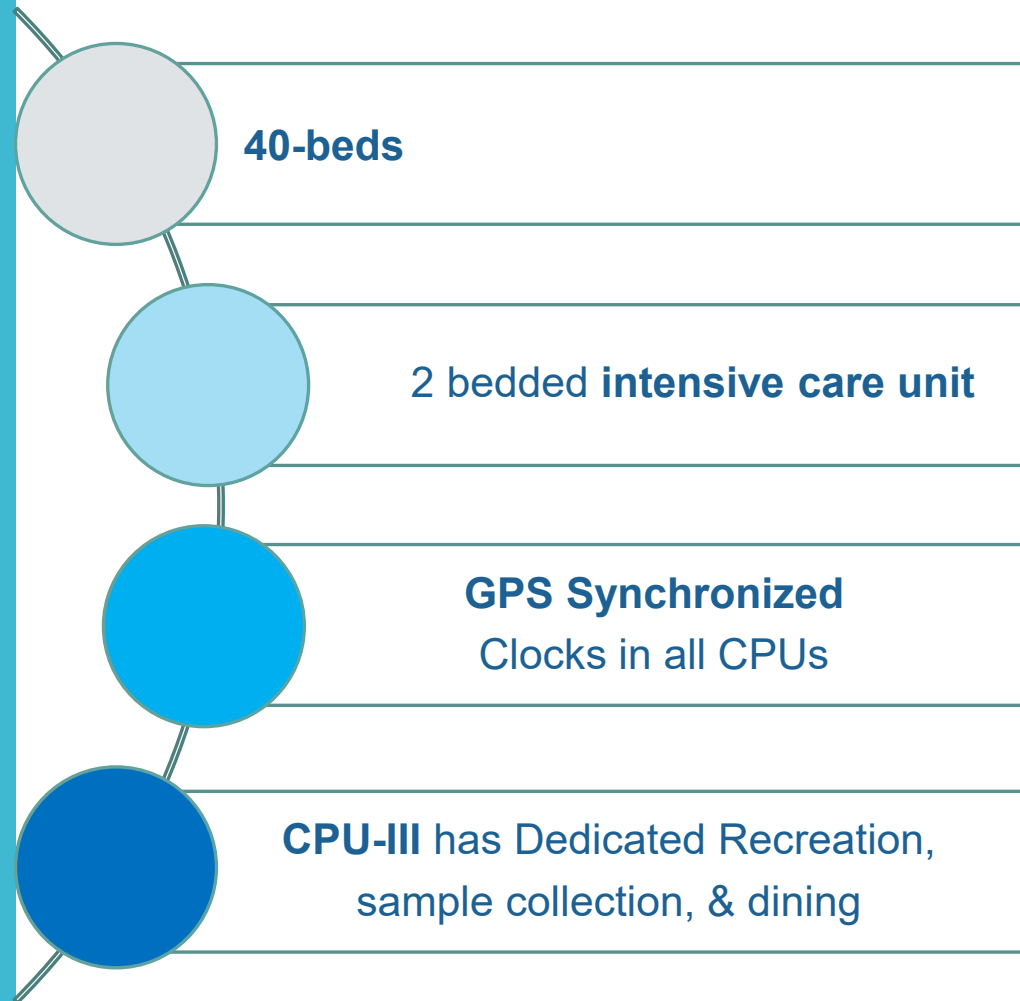 40-beds
2 bedded intensive care unit
GPS Synchronized
Clocks in all CPUs
CPU-III has Dedicated Recreation,
sample collection, & dining